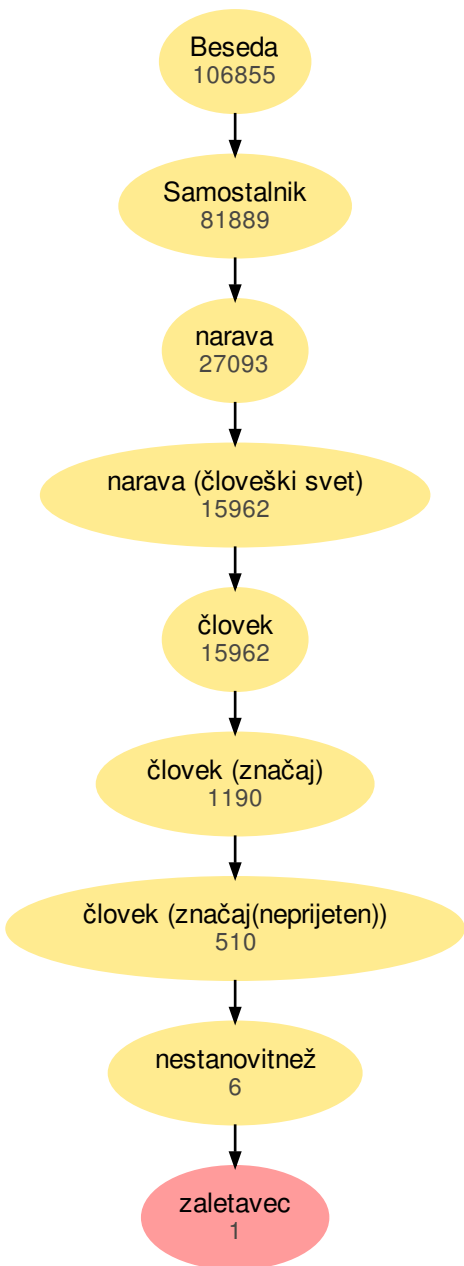 Beseda
106855
Samostalnik
81889
narava
27093
narava (človeški svet)
15962
človek
15962
človek (značaj)
1190
človek (značaj(neprijeten))
510
nestanovitnež
6
zaletavec
1